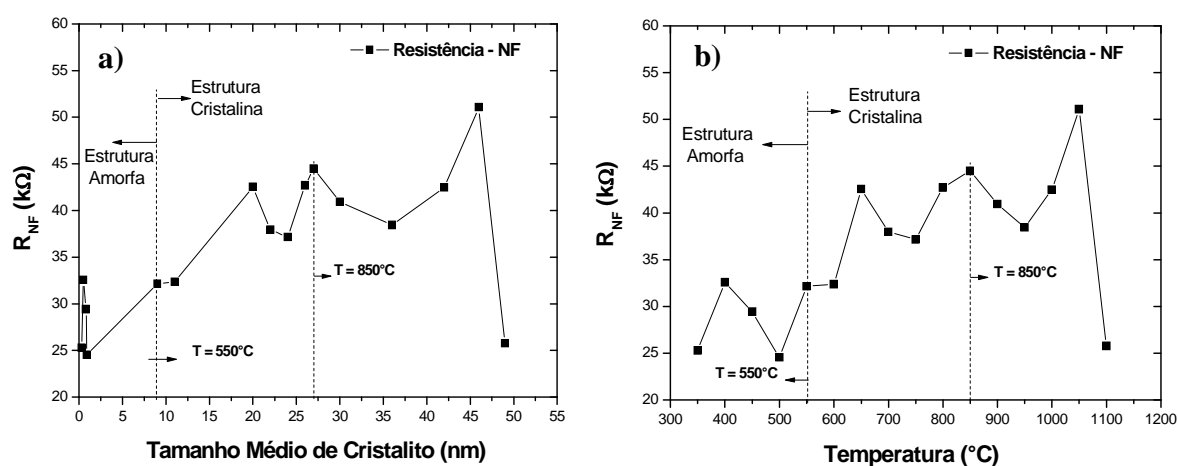 a)
Resistência - NF
Estrutura
Cristalina
Estrutura
Amorfa
T = 850°C
T = 550°C
R_NF (kΩ)
60
55
50
45
40
35
30
25
20
0 5 10 15 20 25 30 35 40 45 50 55
Tamanho Médio de Cristalito (nm)
b)
Resistência - NF
Estrutura
Cristalina
Estrutura
Amorfa
T = 850°C
T = 550°C
R_NF (kΩ)
60
55
50
45
40
35
30
25
20
300 400 500 600 700 800 900 1000 1100 1200
Temperatura (°C)